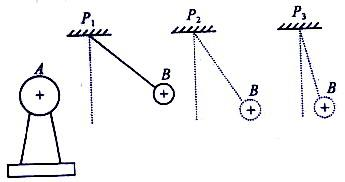 P₁ P₂ P₃
A B B B
+ + + +